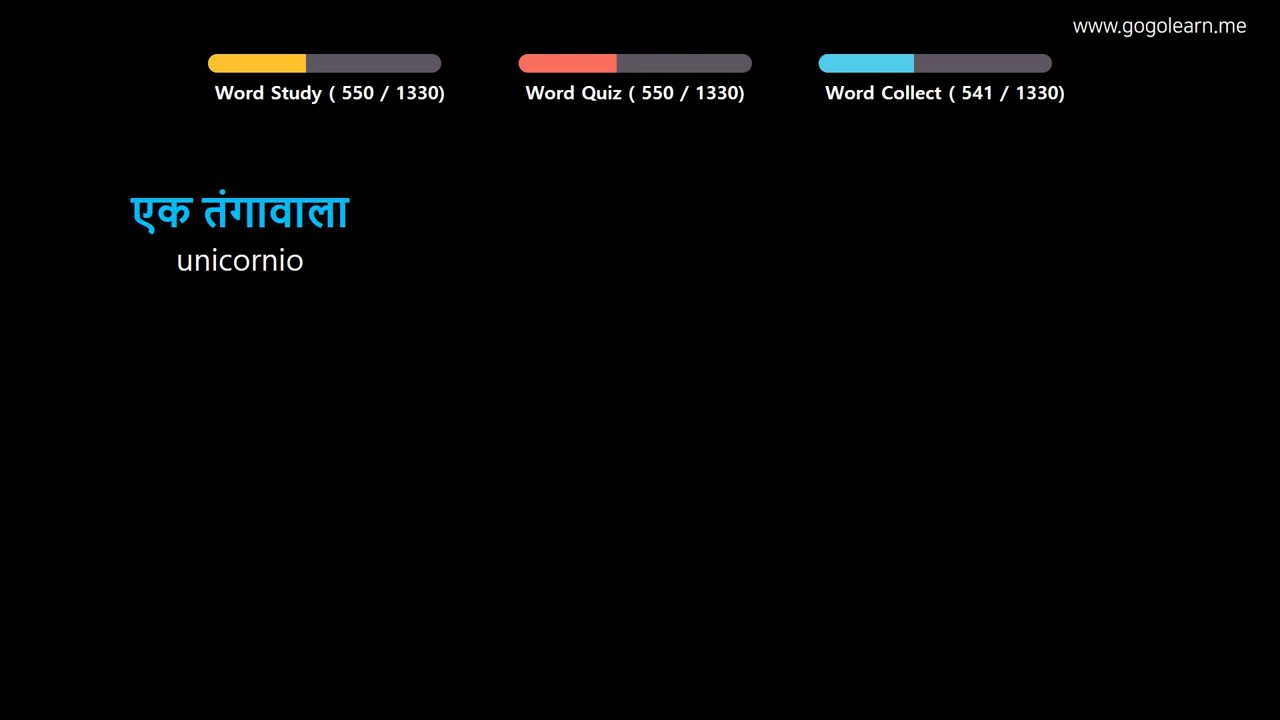 www.gogolearn.me
Word Study ( 550 / 1330)
Word Quiz ( 550 / 1330)
Word Collect ( 541 / 1330)
एक तंगावाला
unicornio